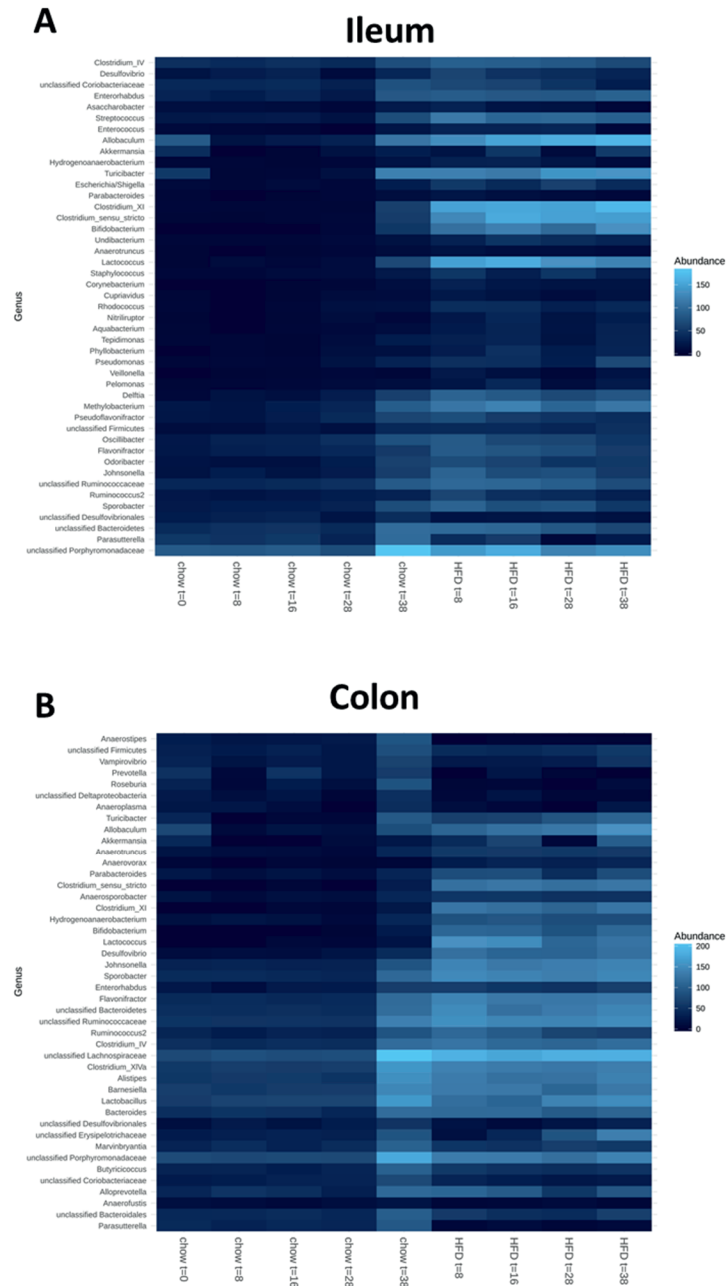 A
Ileum
Clostridium_IV
Desulfovibrio
unclassified Coriobacteriaceae
Enterorhabdus
Asaccharobacter
Streptococcus
Enterococcus
Allobaculum
Akkermansia
Hydrogenoanaerobacterium
Turicibacter
Escherichia/Shigella
Parabacteroides
Clostridium_XI
Clostridium_sensu_stricto
Bifidobacterium
Undibacterium
Anaerotruncus
Lactococcus
Staphylococcus
Corynebacterium
Cupriavidus
Rhodococcus
Nitriliruptor
Aquabacterium
Tepidimonas
Phyllobacterium
Pseudomonas
Veillonella
Pelomonas
Delftia
Methylobacterium
Pseudoflavonifractor
unclassified Firmicutes
Oscillibacter
Flavonifractor
Odoribacter
Johnsonella
unclassified Ruminococcaceae
Ruminococcus2
Sporobacter
unclassified Desulfovibrionales
unclassified Bacteroidetes
Parasutterella
unclassified Porphyromonadaceae
Genus
chow t=0
chow t=8
chow t=16
chow t=28
chow t=38
HFD t=8
HFD t=16
HFD t=28
HFD t=38
Abundance
150
100
50
0
B
Colon
Anaerostipes
unclassified Firmicutes
Vampirovibrio
Prevotella
Roseburia
unclassified Deltaproteobacteria
Anaeroplasma
Turicibacter
Allobaculum
Akkermansia
Anaerotruncus
Anaerovorax
Parabacteroides
Clostridium_sensu_stricto
Anaerosporobacter
Clostridium_XI
Hydrogenoanaerobacterium
Bifidobacterium
Lactococcus
Desulfovibrio
Johnsonella
Sporobacter
Enterorhabdus
Flavonifractor
unclassified Bacteroidetes
unclassified Ruminococcaceae
Ruminococcus2
Clostridium_IV
unclassified Lachnospiraceae
Clostridium_XIVa
Alistipes
Barnesiella
Lactobacillus
Bacteroides
unclassified Desulfovibrionales
unclassified Erysipelotrichaceae
Marvinbryantia
unclassified Porphyromonadaceae
Butyricicoccus
unclassified Coriobacteriaceae
Alloprevotella
Anaerofustis
unclassified Bacteroidales
Parasutterella
Genus
chow t=0
chow t=8
chow t=16
chow t=28
chow t=38
HFD t=8
HFD t=16
HFD t=28
HFD t=38
Abundance
200
150
100
50
0